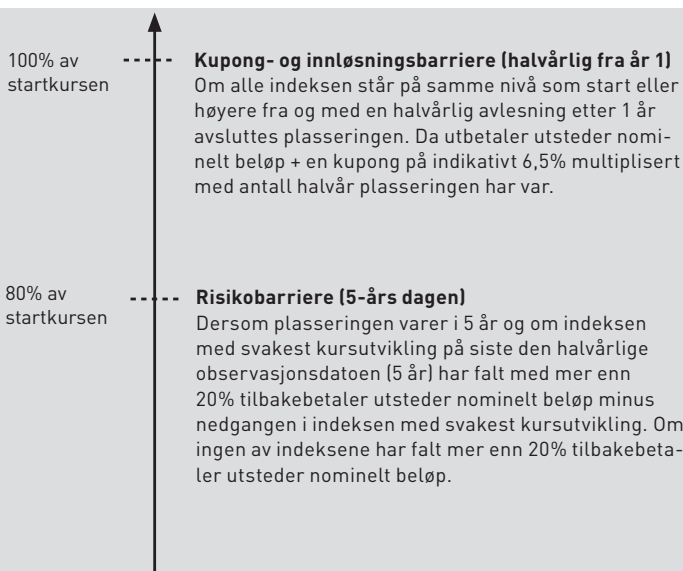 100% av
startkursen
Kupong- og innløsningsbarriere (halvårlig fra år 1)
Om alle indeksen står på samme nivå som start eller
høyere fra og med en halvårlig avlesning etter 1 år
avsluttes plasseringen. Da utbetaler utsteder nomi-
nelt beløp + en kupong på indikativt 6,5% multiplisert
med antall halvår plasseringen har var.
80% av
startkursen
Risikobarriere (5-års dagen)
Dersom plasseringen varer i 5 år og om indeksen
med svakest kursutvikling på siste den halvårlige
observasjonsdatoen (5 år) har falt med mer enn
20% tilbakebetaler utsteder nominelt beløp minus
nedgangen i indeksen med svakest kursutvikling. Om
ingen av indeksene har falt mer enn 20% tilbakebeta-
ler utsteder nominelt beløp.